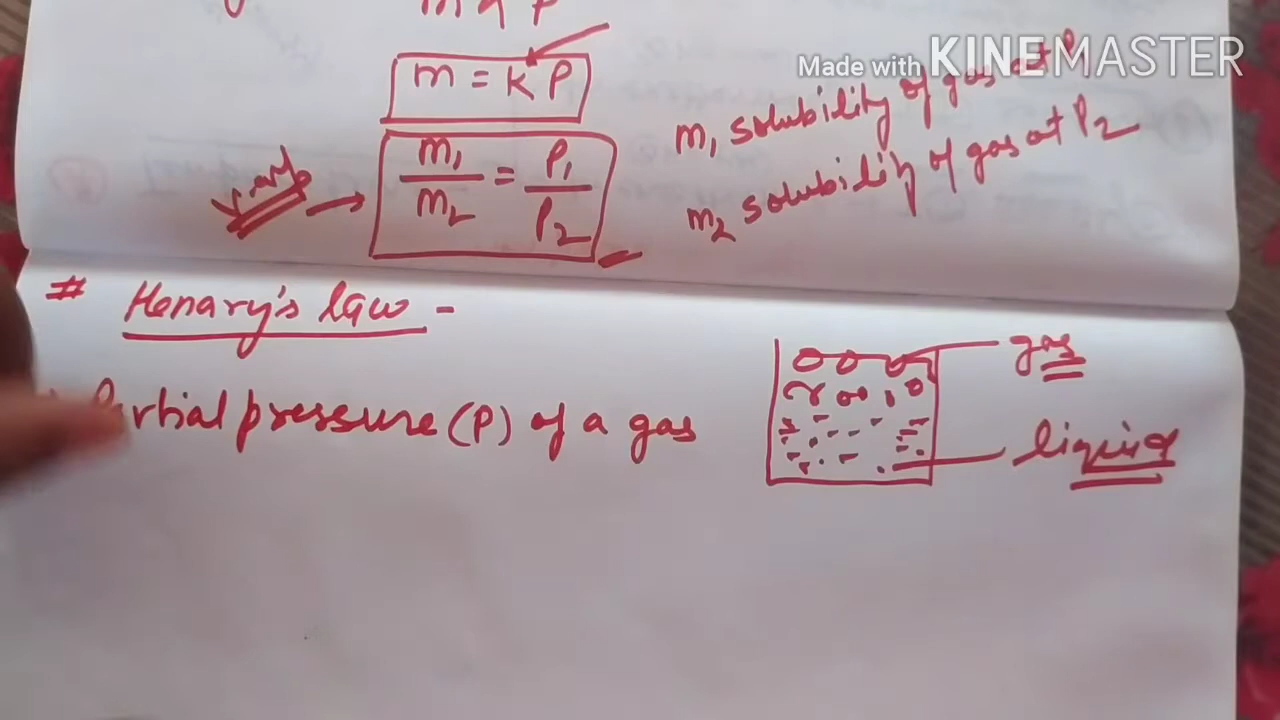 Made with KINEMASTER
m = KP
m₁ solubility of gas at P₁
m₁/m₂ = P₁/P₂
m₂ solubility of gas at P₂
# Henary's law -
Partial pressure (P) of a gas
gas
liquid